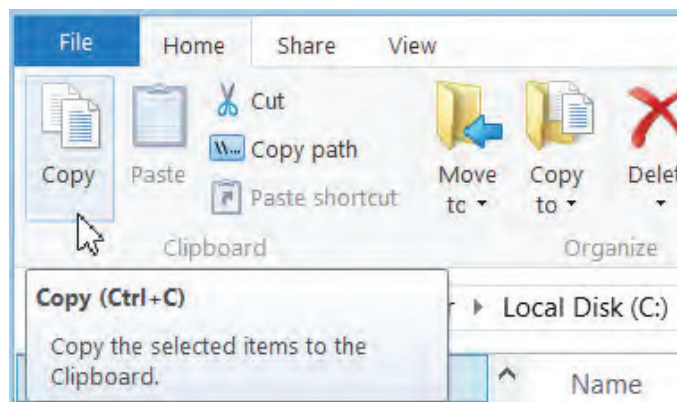 File Home Share View
Cut
Copy path
Paste shortcut
Copy Paste
Move to
Copy to
Delet
Clipboard Organize
Copy (Ctrl+C)
Copy the selected items to the
Clipboard.
Local Disk (C:)
Name